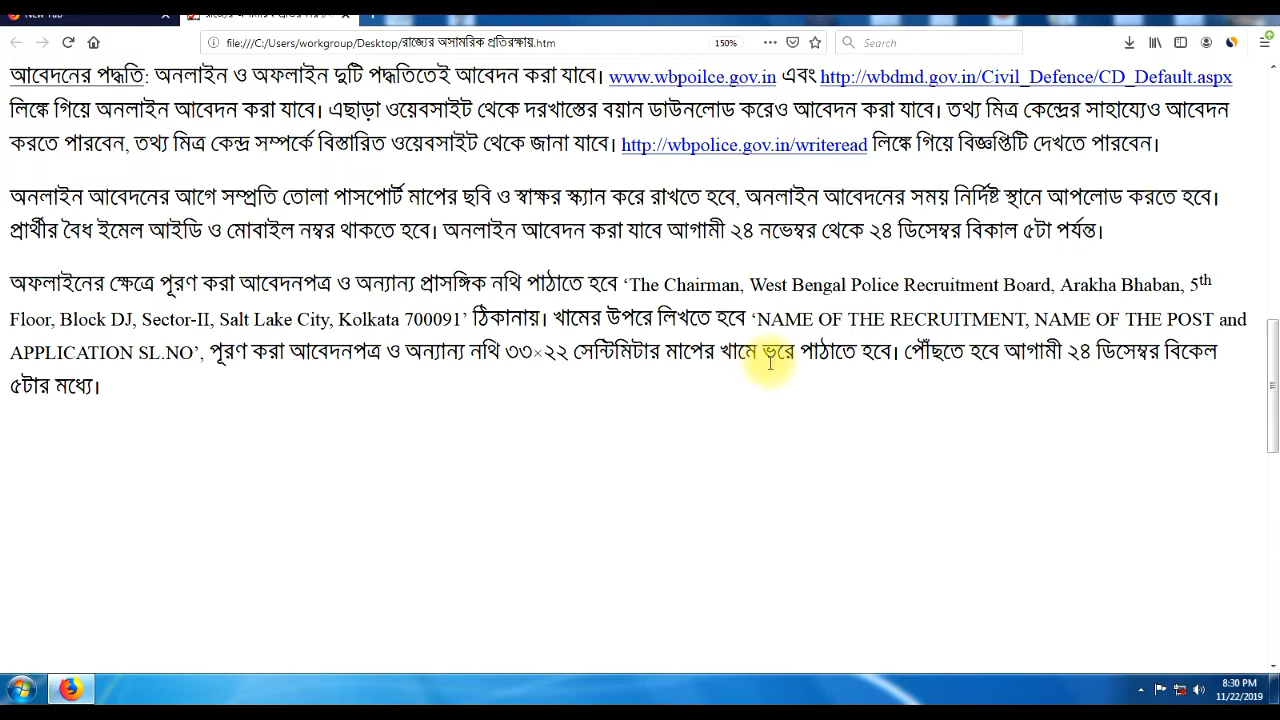 file:///C:/Users/workgroup/Desktop/রাজ্যের অসামরিক প্রতিরক্ষায়.htm
150%
Search
আবেদনের পদ্ধতি: অনলাইন ও অফলাইন দুটি পদ্ধতিতেই আবেদন করা যাবে। www.wbpoilce.gov.in এবং http://wbdmd.gov.in/Civil_Defence/CD_Default.aspx
লিঙ্কে গিয়ে অনলাইন আবেদন করা যাবে। এছাড়া ওয়েবসাইট থেকে দরখাস্তের বয়ান ডাউনলোড করেও আবেদন করা যাবে। তথ্য মিত্র কেন্দ্রের সাহায্যেও আবেদন
করতে পারবেন, তথ্য মিত্র কেন্দ্র সম্পর্কে বিস্তারিত ওয়েবসাইট থেকে জানা যাবে। http://wbpolice.gov.in/writeread লিঙ্কে গিয়ে বিজ্ঞপ্তিটি দেখতে পারবেন।
অনলাইন আবেদনের আগে সম্প্রতি তোলা পাসপোর্ট মাপের ছবি ও স্বাক্ষর স্ক্যান করে রাখতে হবে, অনলাইন আবেদনের সময় নির্দিষ্ট স্থানে আপলোড করতে হবে।
প্রার্থীর বৈধ ইমেল আইডি ও মোবাইল নম্বর থাকতে হবে। অনলাইন আবেদন করা যাবে আগামী ২৪ নভেম্বর থেকে ২৪ ডিসেম্বর বিকাল ৫টা পর্যন্ত।
অফলাইনের ক্ষেত্রে পূরণ করা আবেদনপত্র ও অন্যান্য প্রাসঙ্গিক নথি পাঠাতে হবে ‘The Chairman, West Bengal Police Recruitment Board, Arakha Bhaban, 5th
Floor, Block DJ, Sector-II, Salt Lake City, Kolkata 700091’ ঠিকানায়। খামের উপরে লিখতে হবে ‘NAME OF THE RECRUITMENT, NAME OF THE POST and
APPLICATION SL.NO’, পূরণ করা আবেদনপত্র ও অন্যান্য নথি ৩৩×২২ সেন্টিমিটার মাপের খামে ভরে পাঠাতে হবে। পৌঁছতে হবে আগামী ২৪ ডিসেম্বর বিকেল
৫টার মধ্যে।
8:30 PM
11/22/2019